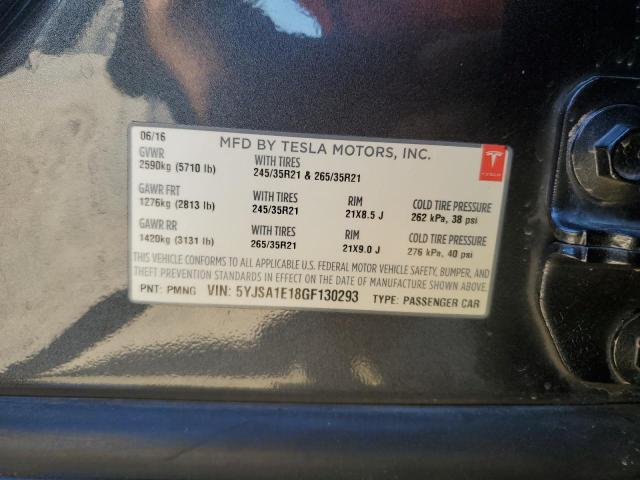 06/16
MFD BY TESLA MOTORS, INC.
GVWR
2590kg (5710 lb)
WITH TIRES
245/35R21 & 265/35R21
TESLA
GAWR FRT
1276kg (2813 lb)
WITH TIRES
245/35R21
RIM
21X8.5 J
COLD TIRE PRESSURE
262 kPa, 38 psi
GAWR RR
1420kg (3131 lb)
WITH TIRES
265/35R21
RIM
21X9.0 J
COLD TIRE PRESSURE
276 kPa, 40 psi
THIS VEHICLE CONFORMS TO ALL APPLICABLE U.S. FEDERAL MOTOR VEHICLE SAFETY, BUMPER, AND
THEFT PREVENTION STANDARDS IN EFFECT ON THE DATE OF MANUFACTURE SHOWN ABOVE.
PNT: PMNG VIN: 5YJSA1E18GF130293 TYPE: PASSENGER CAR